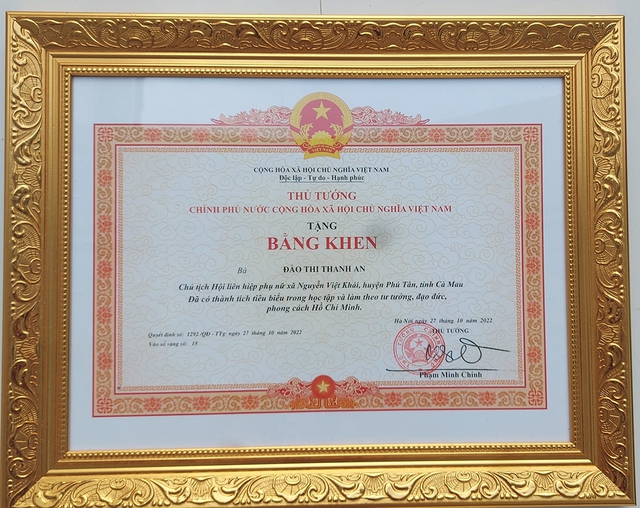 VIỆT NAM
CỘNG HÒA XÃ HỘI CHỦ NGHĨA VIỆT NAM
Độc lập - Tự do - Hạnh phúc
THỦ TƯỚNG
CHÍNH PHỦ NƯỚC CỘNG HÒA XÃ HỘI CHỦ NGHĨA VIỆT NAM
TẶNG
BẰNG KHEN
Bà ĐÀO THỊ THANH AN
Chủ tịch Hội liên hiệp phụ nữ xã Nguyễn Việt Khái, huyện Phú Tân, tỉnh Cà Mau
Đã có thành tích tiêu biểu trong học tập và làm theo tư tưởng, đạo đức,
phong cách Hồ Chí Minh.
Hà Nội, ngày 27 tháng 10 năm 2022
Quyết định số: 1292 /QĐ - TTg ngày 27 tháng 10 năm 2022
THỦ TƯỚNG
Vào sổ vàng số: 18
Phạm Minh Chính